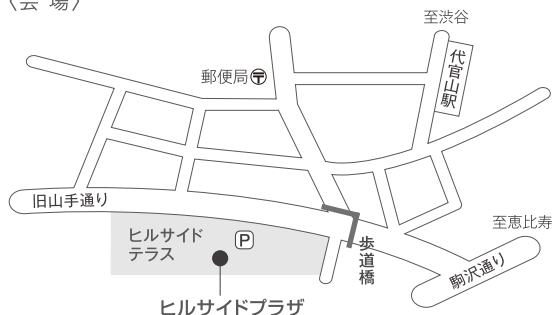 〈会 場〉
至渋谷
代官山駅
郵便局〒
旧山手通り
至恵比寿
ヒルサイド
テラス
P
歩道橋
駒沢通り
ヒルサイドプラザ